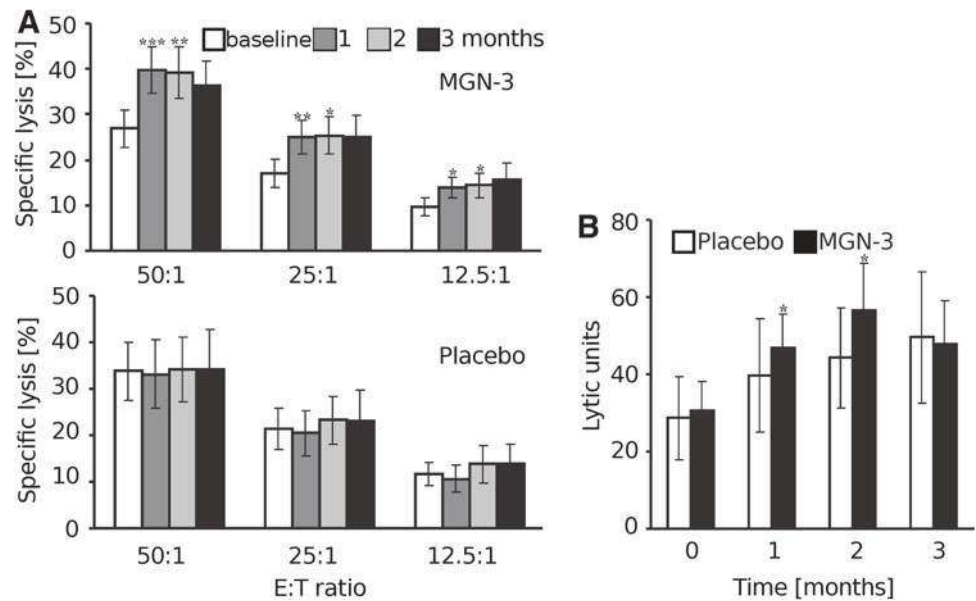 A
50
40
30
20
10
0
Specific lysis [%]
baseline 1 2 3 months
MGN-3
*** **
** *
* *
50:1 25:1 12.5:1
50
40
30
20
10
0
Specific lysis [%]
Placebo
50:1 25:1 12.5:1
E:T ratio
B
80
60
40
20
0
Lytic units
Placebo MGN-3
* *
0 1 2 3
Time [months]